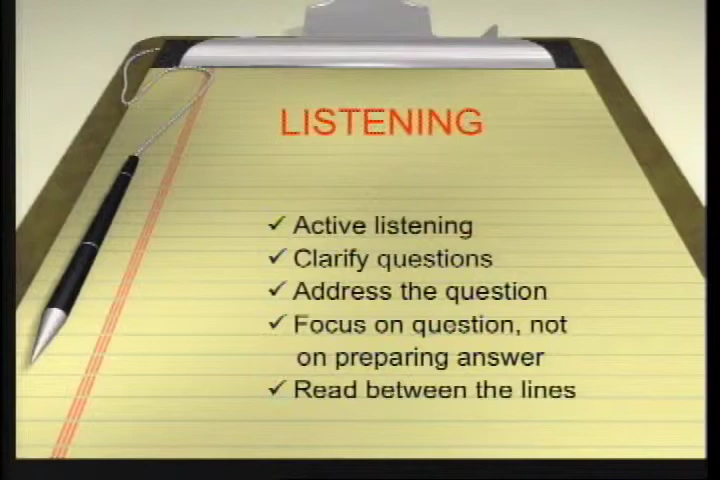 LISTENING
✓ Active listening
✓ Clarify questions
✓ Address the question
✓ Focus on question, not
on preparing answer
✓ Read between the lines